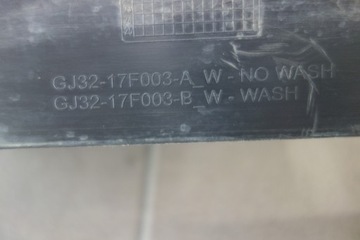 GJ32-17F003-A_W - NO WASH
GJ32-17F003-B_W - WASH